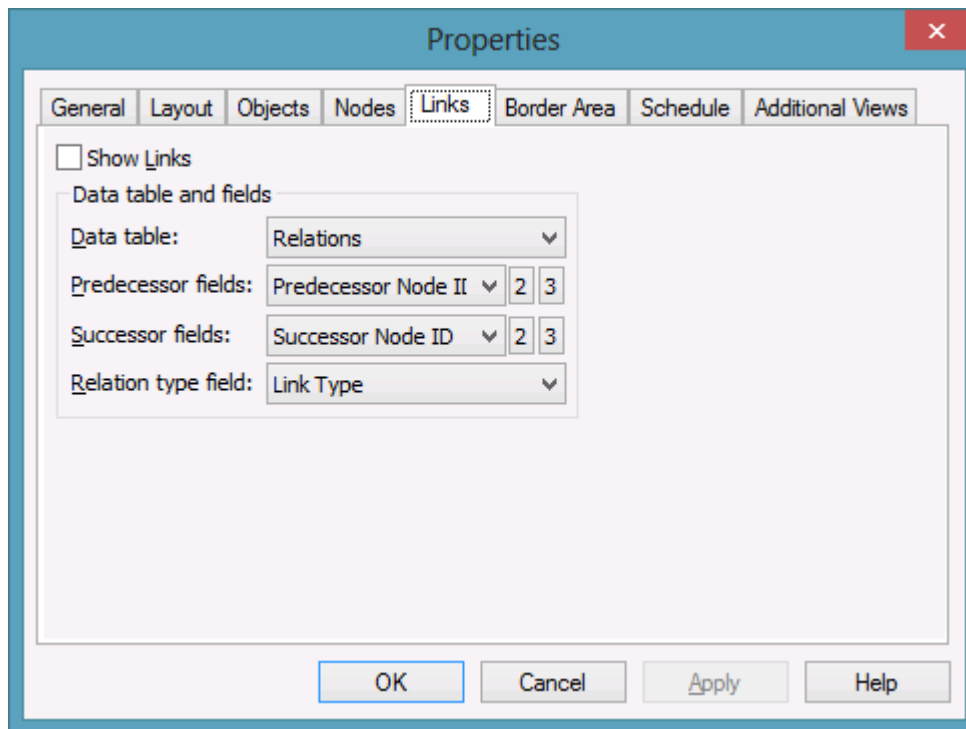 Properties
General Layout Objects Nodes Links Border Area Schedule Additional Views
Show Links
Data table and fields
Data table: Relations
Predecessor fields: Predecessor Node II 2 3
Successor fields: Successor Node ID 2 3
Relation type field: Link Type
OK Cancel Apply Help